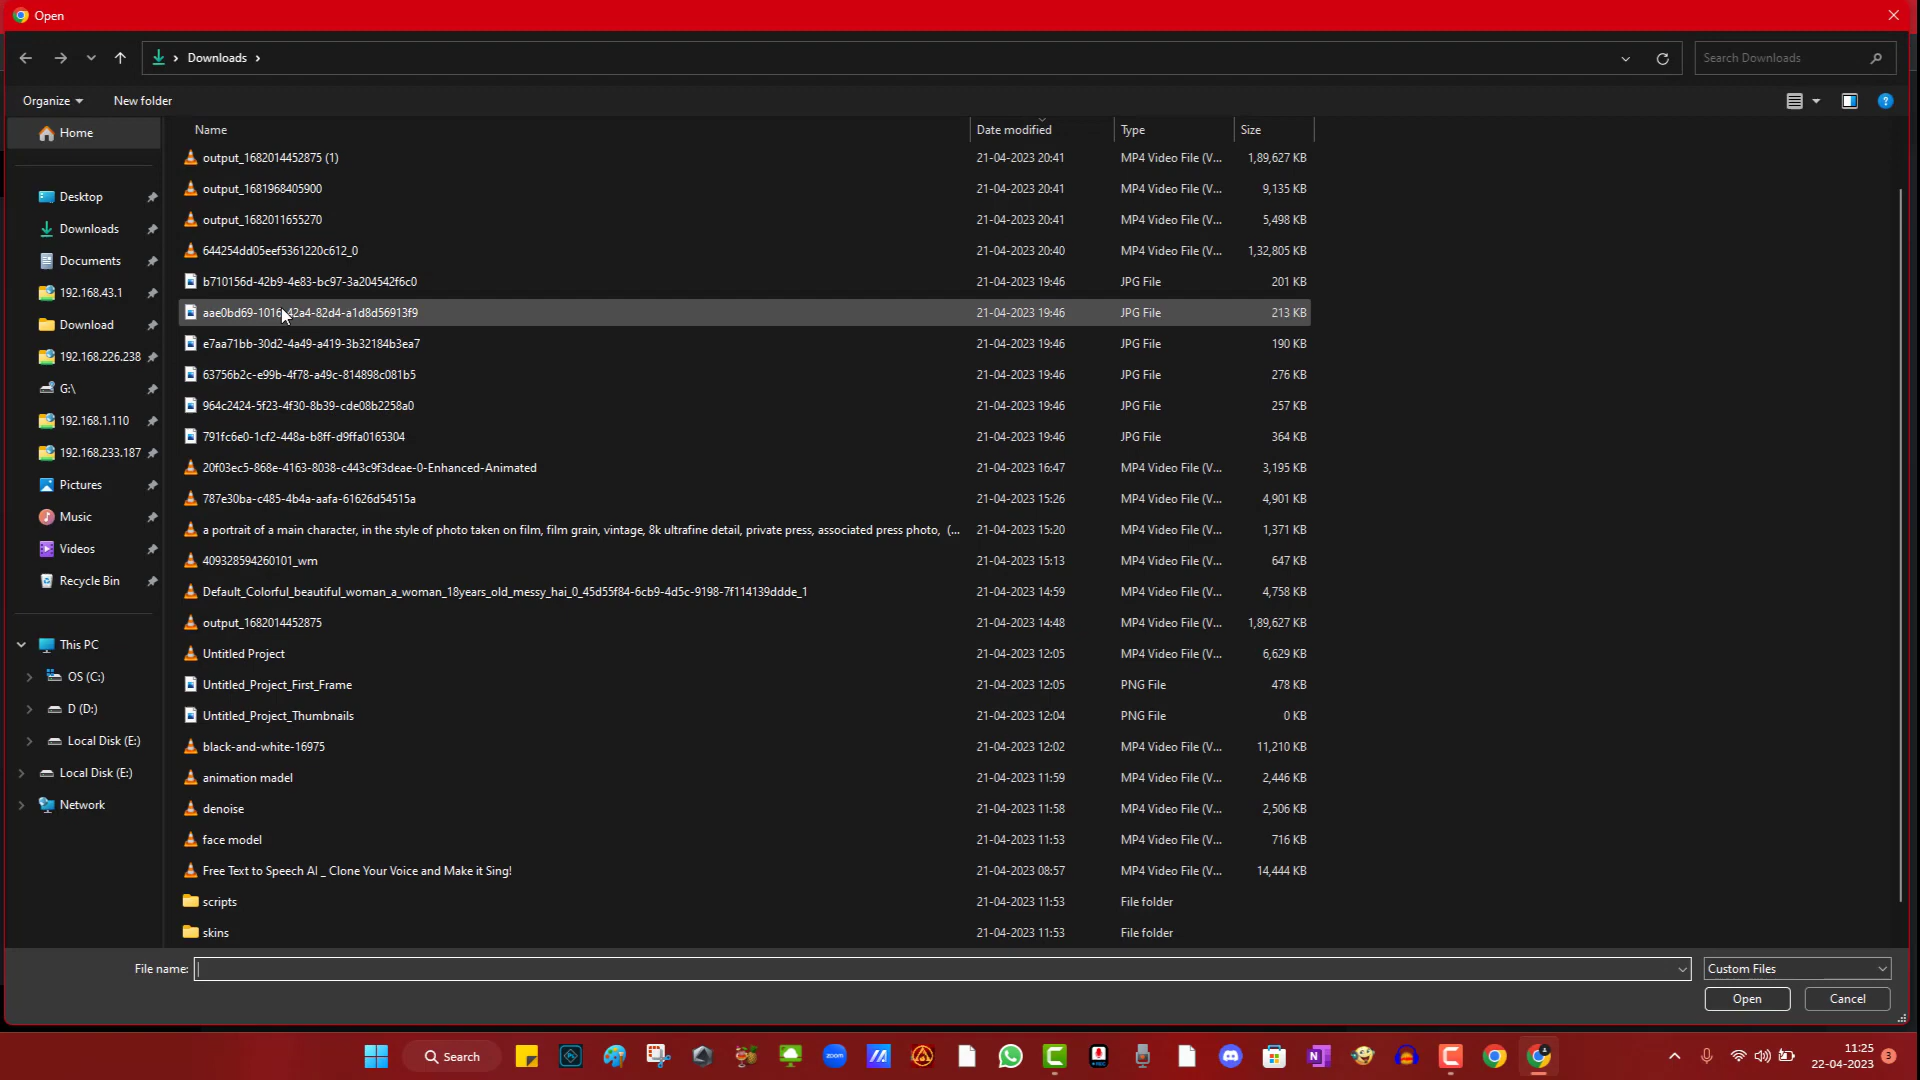 Open
Downloads
Search Downloads
Organize
New folder
Home
Desktop
Downloads
Documents
192.168.43.1
Download
192.168.226.238
G:\
192.168.1.110
192.168.233.187
Pictures
Music
Videos
Recycle Bin
This PC
OS (C:)
D (D:)
Local Disk (E:)
Local Disk (E:)
Network
Name Date modified Type Size
output_1682014452875 (1) 21-04-2023 20:41 MP4 Video File (V... 1,89,627 KB
output_1681968405900 21-04-2023 20:41 MP4 Video File (V... 9,135 KB
output_1682011655270 21-04-2023 20:41 MP4 Video File (V... 5,498 KB
644254dd05eef5361220c612_0 21-04-2023 20:40 MP4 Video File (V... 1,32,805 KB
b710156d-42b9-4e83-bc97-3a204542f6c0 21-04-2023 19:46 JPG File 201 KB
aae0bd69-1016-42a4-82d4-a1d8d56913f9 21-04-2023 19:46 JPG File 213 KB
e7aa71bb-30d2-4a49-a419-3b32184b3ea7 21-04-2023 19:46 JPG File 190 KB
63756b2c-e99b-4f78-a49c-814898c081b5 21-04-2023 19:46 JPG File 276 KB
964c2424-5f23-4f30-8b39-cde08b2258a0 21-04-2023 19:46 JPG File 257 KB
791fc6e0-1cf2-448a-b8ff-d9ffa0165304 21-04-2023 19:46 JPG File 364 KB
20f03ec5-868e-4163-8038-c443c9f3deae-0-Enhanced-Animated 21-04-2023 16:47 MP4 Video File (V... 3,195 KB
787e30ba-c485-4b4a-aafa-61626d54515a 21-04-2023 15:26 MP4 Video File (V... 4,901 KB
a portrait of a main character, in the style of photo taken on film, film grain, vintage, 8k ultrafine detail, private press, associated press photo, (... 21-04-2023 15:20 MP4 Video File (V... 1,371 KB
409328594260101_wm 21-04-2023 15:13 MP4 Video File (V... 647 KB
Default_Colorful_beautiful_woman_a_woman_18years_old_messy_hai_0_45d55f84-6cb9-4d5c-9198-7f114139ddde_1 21-04-2023 14:59 MP4 Video File (V... 4,758 KB
output_1682014452875 21-04-2023 14:48 MP4 Video File (V... 1,89,627 KB
Untitled Project 21-04-2023 12:05 MP4 Video File (V... 6,629 KB
Untitled_Project_First_Frame 21-04-2023 12:05 PNG File 478 KB
Untitled_Project_Thumbnails 21-04-2023 12:04 PNG File 0 KB
black-and-white-16975 21-04-2023 12:02 MP4 Video File (V... 11,210 KB
animation madel 21-04-2023 11:59 MP4 Video File (V... 2,446 KB
denoise 21-04-2023 11:58 MP4 Video File (V... 2,506 KB
face model 21-04-2023 11:53 MP4 Video File (V... 716 KB
Free Text to Speech AI _ Clone Your Voice and Make it Sing! 21-04-2023 08:57 MP4 Video File (V... 14,444 KB
scripts 21-04-2023 11:53 File folder
skins 21-04-2023 11:53 File folder
File name:
Custom Files
Open
Cancel
Search
zoom
11:25
22-04-2023
3